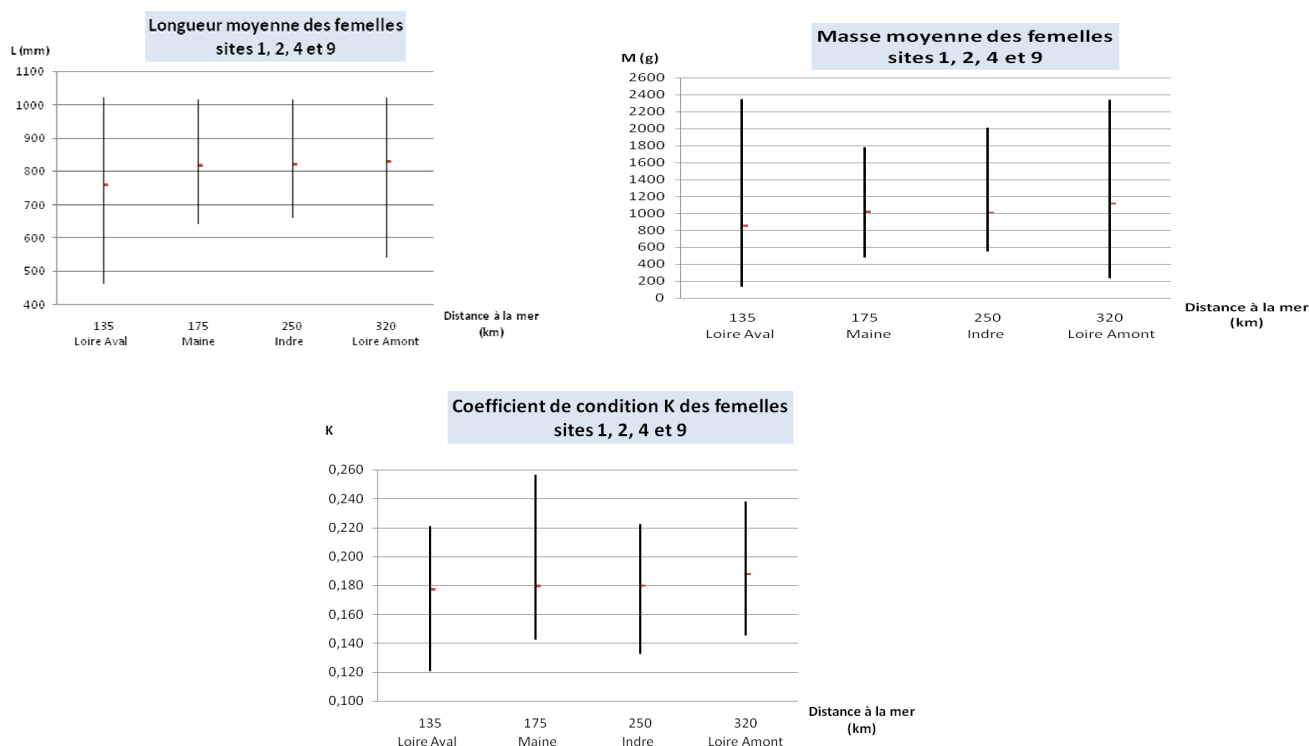 Longueur moyenne des femelles
sites 1, 2, 4 et 9
L (mm)
1100
1000
900
800
700
600
500
400
135
Loire Aval
175
Maine
250
Indre
320
Loire Amont
Distance à la mer
(km)
Masse moyenne des femelles
sites 1, 2, 4 et 9
M (g)
2600
2400
2200
2000
1800
1600
1400
1200
1000
800
600
400
200
0
135
Loire Aval
175
Maine
250
Indre
320
Loire Amont
Distance à la mer
(km)
Coefficient de condition K des femelles
sites 1, 2, 4 et 9
K
0,260
0,240
0,220
0,200
0,180
0,160
0,140
0,120
0,100
135
Loire Aval
175
Maine
250
Indre
320
Loire Amont
Distance à la mer
(km)